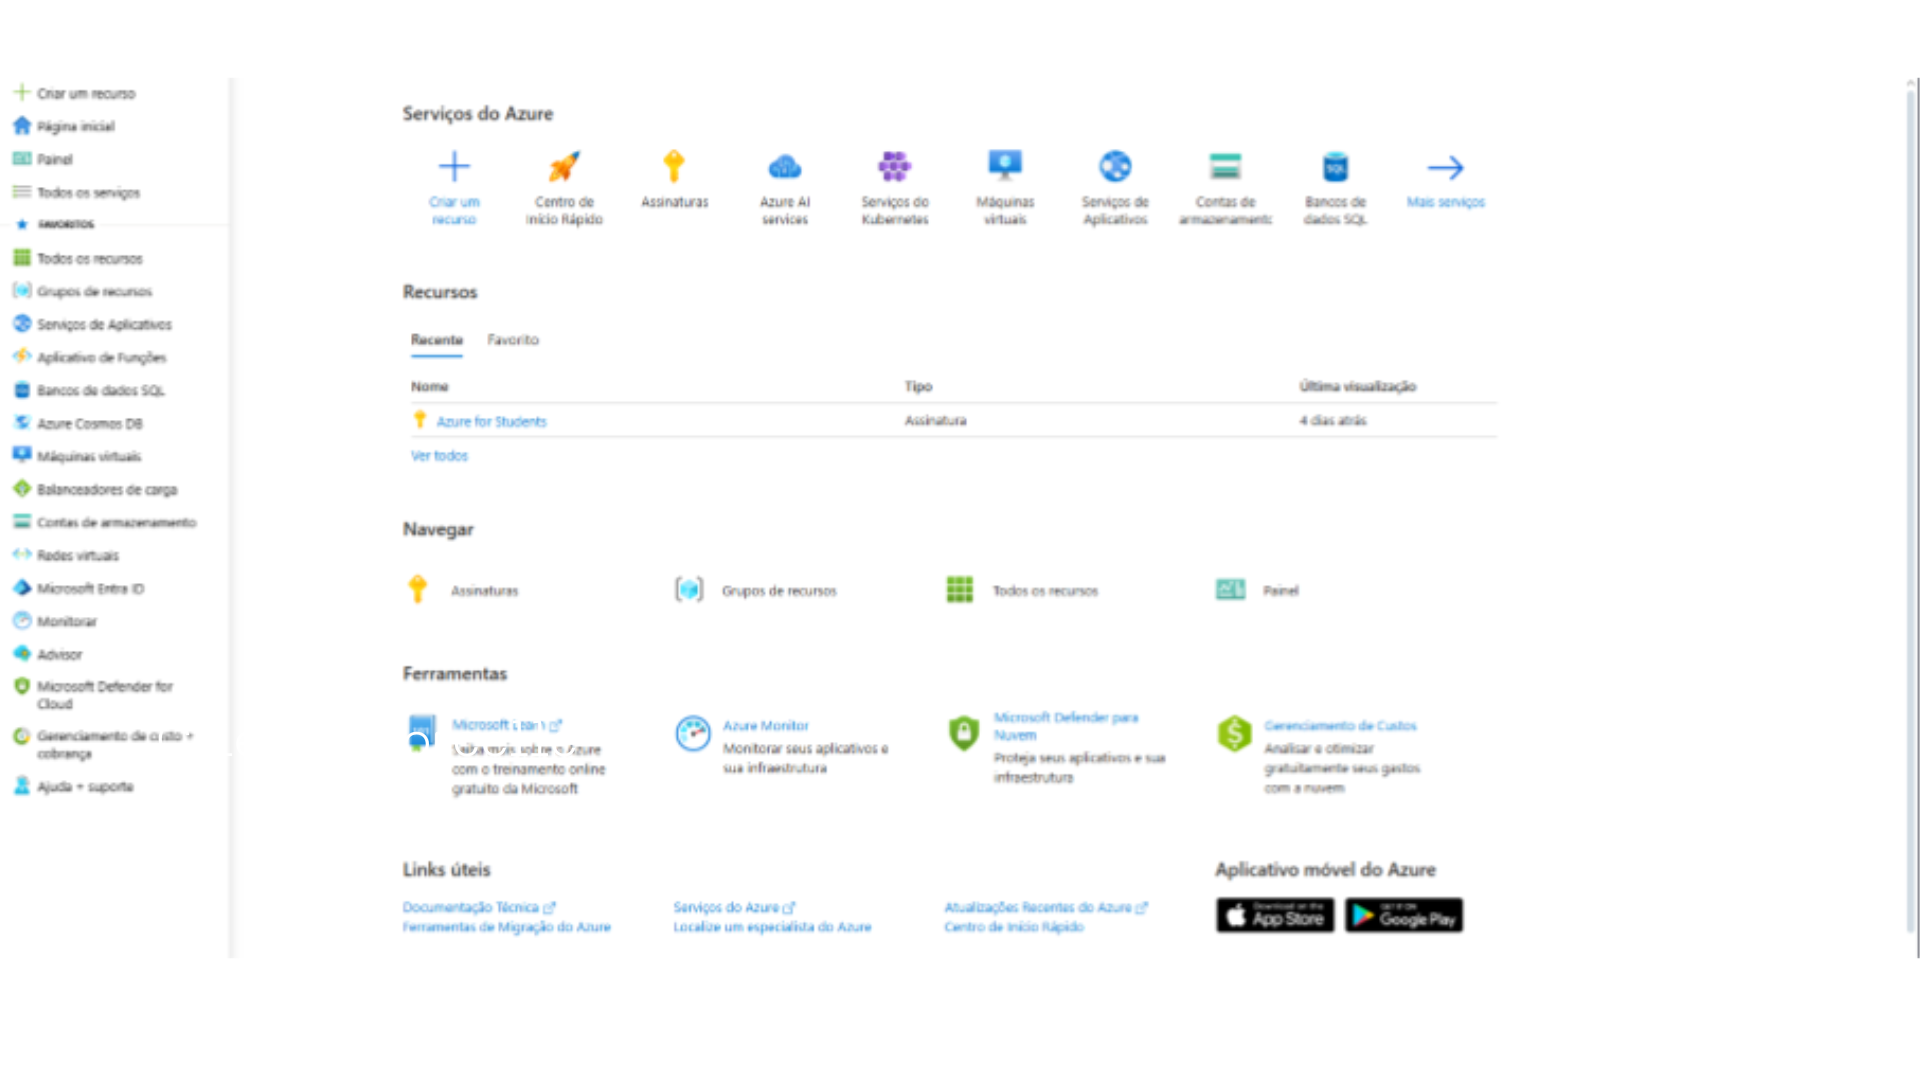 Criar um recurso
Página inicial
Painel
Todos os serviços
FAVORITOS
Todos os recursos
Grupos de recursos
Serviços de Aplicativos
Aplicativo de Funções
Bancos de dados SQL
Azure Cosmos DB
Máquinas virtuais
Balanceadores de carga
Contas de armazenamento
Redes virtuais
Microsoft Entra ID
Monitorar
Advisor
Microsoft Defender for
Cloud
Gerenciamento de custo +
cobrança
Ajuda + suporte
Serviços do Azure
Criar um
recurso
Centro de
Início Rápido
Assinaturas
Azure AI
services
Serviços do
Kubernetes
Máquinas
virtuais
Serviços de
Aplicativos
Contas de
armazenamento
SQL
Bancos de
dados SQL
Mais serviços
Recursos
Recente Favorito
Nome Tipo Última visualização
Azure for Students Assinatura 4 dias atrás
Ver todos
Navegar
Assinaturas
Grupos de recursos
Todos os recursos
Painel
Ferramentas
Microsoft Learn
mais sobre o Azure
com o treinamento online
gratuito da Microsoft
Azure Monitor
Monitorar seus aplicativos e
sua infraestrutura
Microsoft Defender para
Nuvem
Proteja seus aplicativos e sua
infraestrutura
Gerenciamento de Custos
Analisar e otimizar
gratuitamente seus gastos
com a nuvem
Links úteis
Documentação Técnica
Ferramentas de Migração do Azure
Serviços do Azure
Localize um especialista do Azure
Atualizações Recentes do Azure
Centro de Início Rápido
Aplicativo móvel do Azure
Download on the
App Store
GET IT ON
Google Play